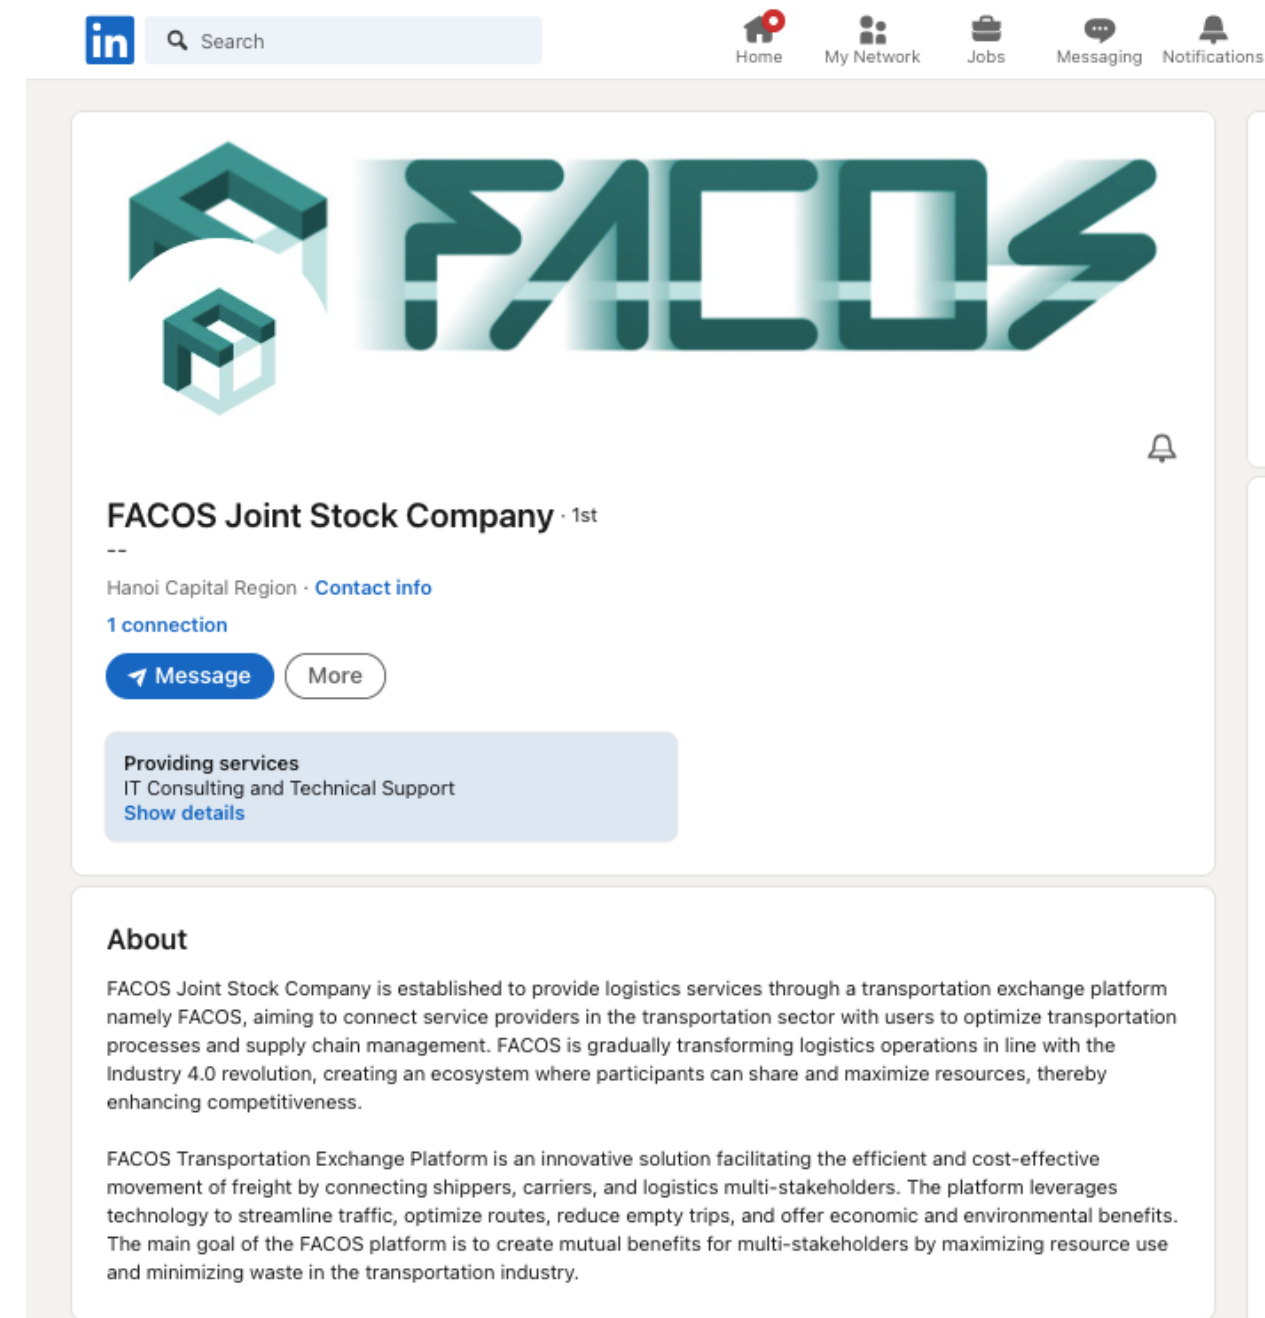 in
Search
Home
My Network
Jobs
Messaging
Notifications
FACOS
FACOS Joint Stock Company · 1st
--
Hanoi Capital Region · Contact info
1 connection
Message
More
Providing services
IT Consulting and Technical Support
Show details
About
FACOS Joint Stock Company is established to provide logistics services through a transportation exchange platform
namely FACOS, aiming to connect service providers in the transportation sector with users to optimize transportation
processes and supply chain management. FACOS is gradually transforming logistics operations in line with the
Industry 4.0 revolution, creating an ecosystem where participants can share and maximize resources, thereby
enhancing competitiveness.
FACOS Transportation Exchange Platform is an innovative solution facilitating the efficient and cost-effective
movement of freight by connecting shippers, carriers, and logistics multi-stakeholders. The platform leverages
technology to streamline traffic, optimize routes, reduce empty trips, and offer economic and environmental benefits.
The main goal of the FACOS platform is to create mutual benefits for multi-stakeholders by maximizing resource use
and minimizing waste in the transportation industry.